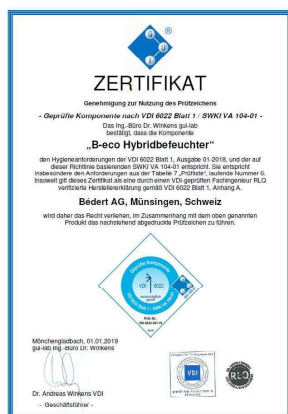 ZERTIFIKAT
Genehmigung zur Nutzung des Prüfzeichens
- Geprüfte Komponente nach VDI 6022 Blatt 1 / SWKI VA 104-01 -
Das Ing.-Büro Dr. Winkens gui-lab
bestätigt, dass die Komponente
„B-eco Hybridbefeuchter"
den Hygieneanforderungen der VDI 6022 Blatt 1, Ausgabe 01-2018, und der auf
dieser Richtlinie basierenden SWKI VA 104-01 entspricht. Sie entspricht
insbesondere den Anforderungen aus der Tabelle 7 „Prüfliste", laufende Nummer 6.
Insoweit gilt dieses Zertifikat als eine durch einen VDI-geprüften Fachingenieur RLQ
verifizierte Herstellererklärung gemäß VDI 6022 Blatt 1, Anhang A.
Bédert AG, Münsingen, Schweiz
wird daher das Recht verliehen, im Zusammenhang mit dem oben genannten
Produkt das nachstehend abgedruckte Prüfzeichen zu führen.
Geprüfte Komponente
VDI 6022
Mönchengladbach, 01.01.2019
gui-lab Ing.-Büro Dr. Winkens
VDI
RLQ
Dr. Andreas Winkens VDI
- Geschäftsführer -